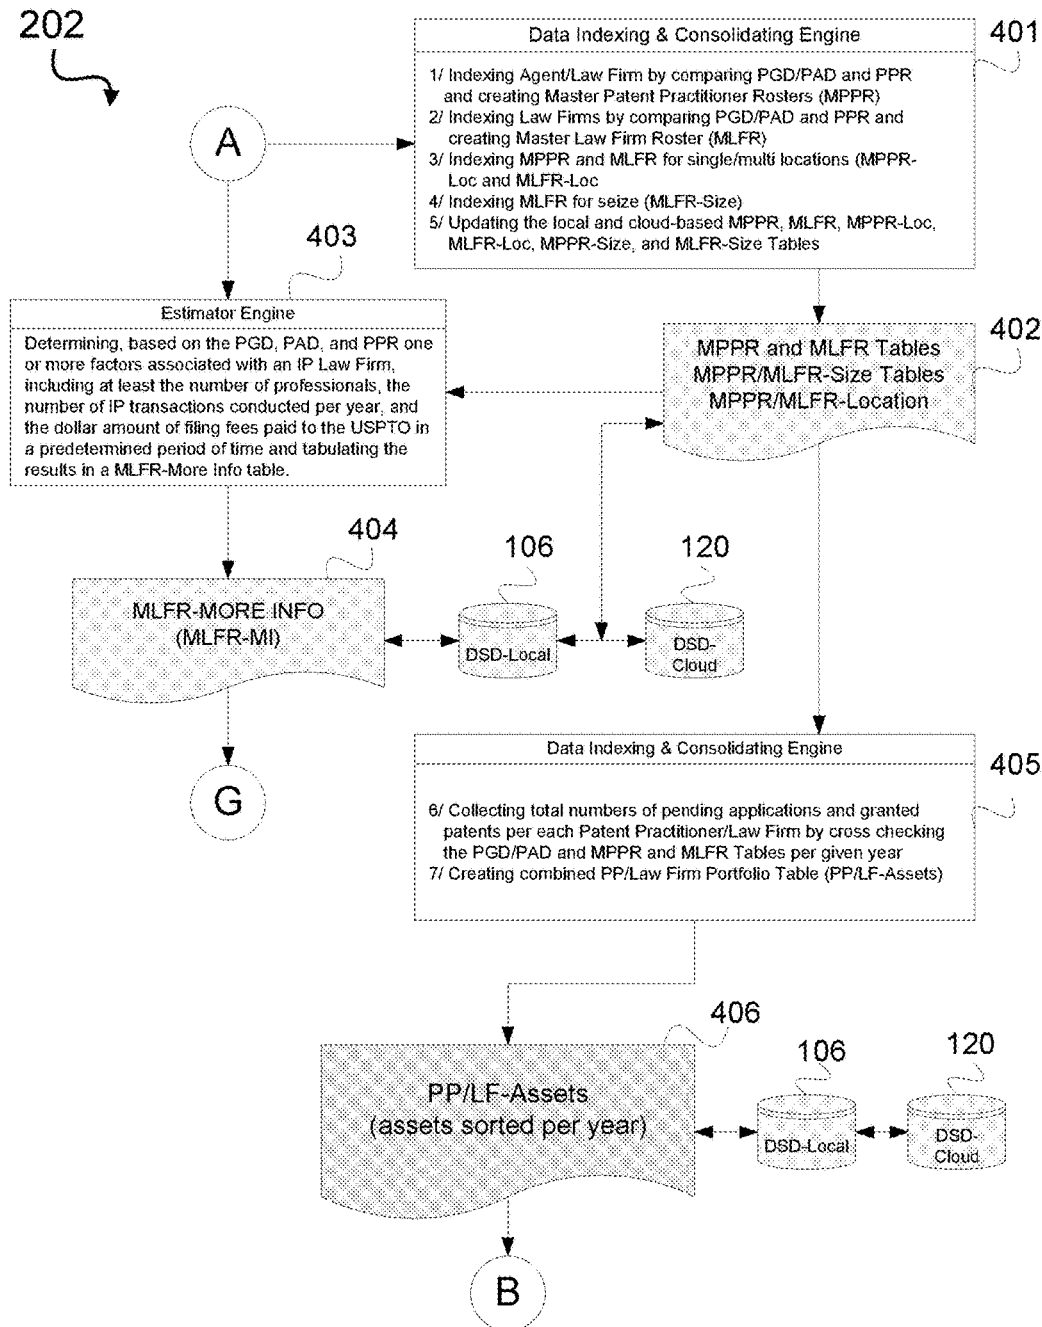 202
401
Data Indexing & Consolidating Engine
1/ Indexing Agent/Law Firm by comparing PGD/PAD and PPR
and creating Master Patent Practitioner Rosters (MPPR)
2/ Indexing Law Firms by comparing PGD/PAD and PPR and
creating Master Law Firm Roster (MLFR)
3/ Indexing MPPR and MLFR for single/multi locations (MPPR-
Loc and MLFR-Loc
4/ Indexing MLFR for seize (MLFR-Size)
5/ Updating the local and cloud-based MPPR, MLFR, MPPR-Loc,
MLFR-Loc, MPPR-Size, and MLFR-Size Tables
A
403
Estimator Engine
Determining, based on the PGD, PAD, and PPR one
or more factors associated with an IP Law Firm,
including at least the number of professionals, the
number of IP transactions conducted per year, and
the dollar amount of filing fees paid to the USPTO in
a predetermined period of time and tabulating the
results in a MLFR-More Info table.
402
MPPR and MLFR Tables
MPPR/MLFR-Size Tables
MPPR/MLFR-Location
404
MLFR-MORE INFO
(MLFR-MI)
106
DSD-Local
120
DSD-
Cloud
G
405
Data Indexing & Consolidating Engine
6/ Collecting total numbers of pending applications and granted
patents per each Patent Practitioner/Law Firm by cross checking
the PGD/PAD and MPPR and MLFR Tables per given year
7/ Creating combined PP/Law Firm Portfolio Table (PP/LF-Assets)
406
PP/LF-Assets
(assets sorted per year)
106
DSD-Local
120
DSD-
Cloud
B